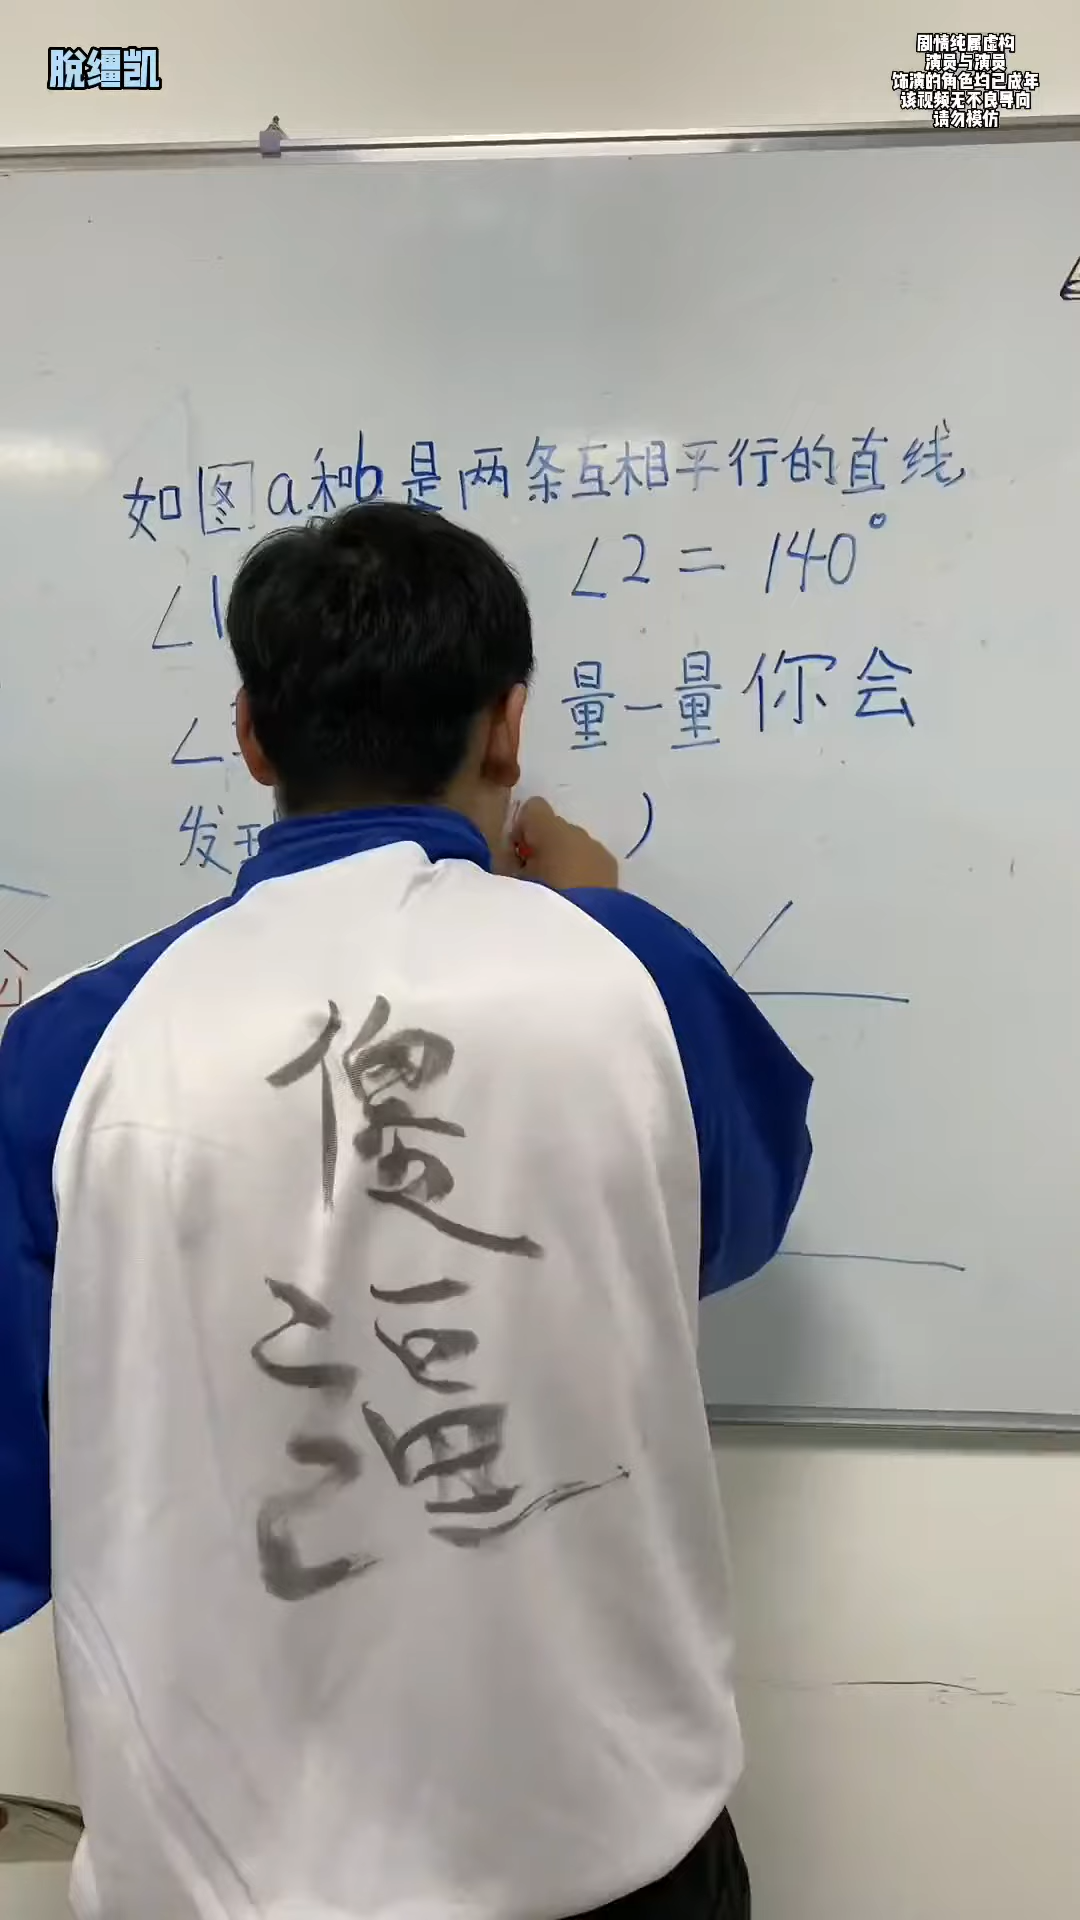 脫缰凯
剧情纯属虚构
演员与演员
饰演的角色均已成年
该视频无不良导向
请勿模仿
如图a和b是两条互相平行的直线
∠1 ∠2 = 140°
∠ 量一量你会
发现 )